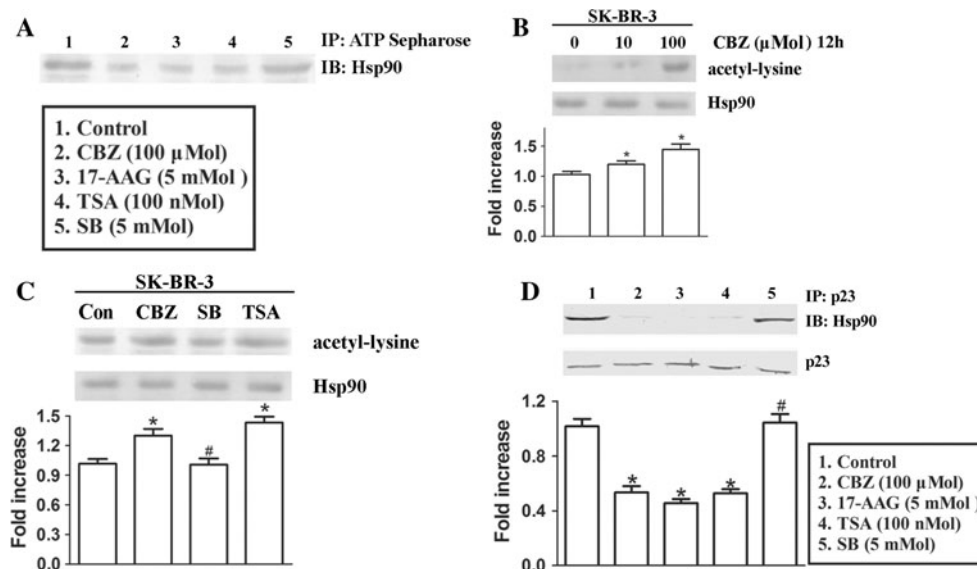 A
1 2 3 4 5 IP: ATP Sepharose
IB: Hsp90
1. Control
2. CBZ (100 µMol)
3. 17-AAG (5 mMol )
4. TSA (100 nMol)
5. SB (5 mMol)
B
SK-BR-3
0 10 100 CBZ (µMol) 12h
acetyl-lysine
Hsp90
Fold increase
1.5
1.0
0.5
0.0
* *
C
SK-BR-3
Con CBZ SB TSA
acetyl-lysine
Hsp90
Fold increase
1.5
1.2
0.9
0.3
0.0
* # *
D
1 2 3 4 5 IP: p23
IB: Hsp90
p23
Fold increase
1.2
0.8
0.4
0.0
* * * #
1. Control
2. CBZ (100 µMol)
3. 17-AAG (5 mMol )
4. TSA (100 nMol)
5. SB (5 mMol)